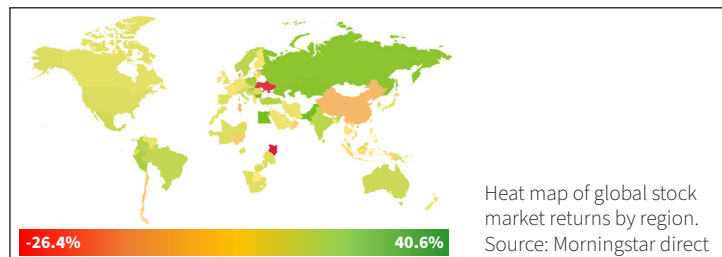 Heat map of global stock
market returns by region.
Source: Morningstar direct
-26.4% 40.6%